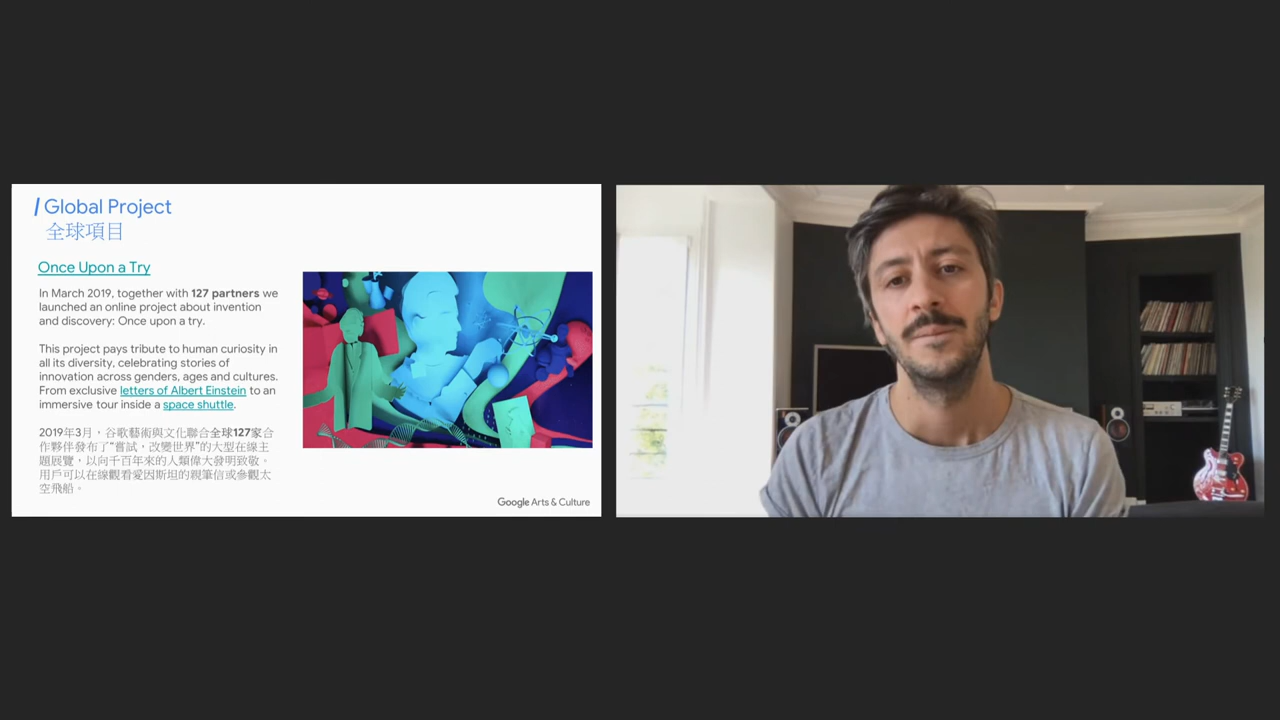 / Global Project
全球項目
Once Upon a Try
In March 2019, together with 127 partners we
launched an online project about invention
and discovery: Once upon a try.
This project pays tribute to human curiosity in
all its diversity, celebrating stories of
innovation across genders, ages and cultures.
From exclusive letters of Albert Einstein to an
immersive tour inside a space shuttle.
2019年3月，谷歌藝術與文化聯合全球127家合
作夥伴發布了“嘗試，改變世界”的大型在線主
題展覽，以向千百年來的人類偉大發明致敬。
用戶可以在線觀看愛因斯坦的親筆信或參觀太
空飛船。
Google Arts & Culture